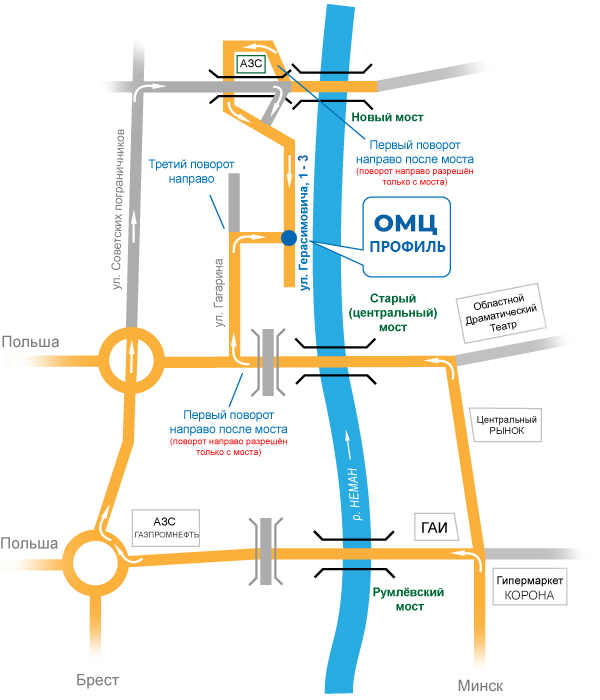 АЗС
Новый мост
Первый поворот
направо после моста
(поворот направо разрешён
только с моста)
Третий поворот
направо
ул. Советских пограничников
ул. Герасимовича, 1 - 3
ОМЦ
ПРОФИЛЬ
ул. Гагарина
Областной
Драматический
Театр
Старый
(центральный)
мост
Польша
Первый поворот
направо после моста
(поворот направо разрешён
только с моста)
Центральный
РЫНОК
р. НЕМАН
АЗС
ГАЗПРОМНЕФТЬ
ГАИ
Польша
Гипермаркет
КОРОНА
Румлёвский
мост
Брест
Минск